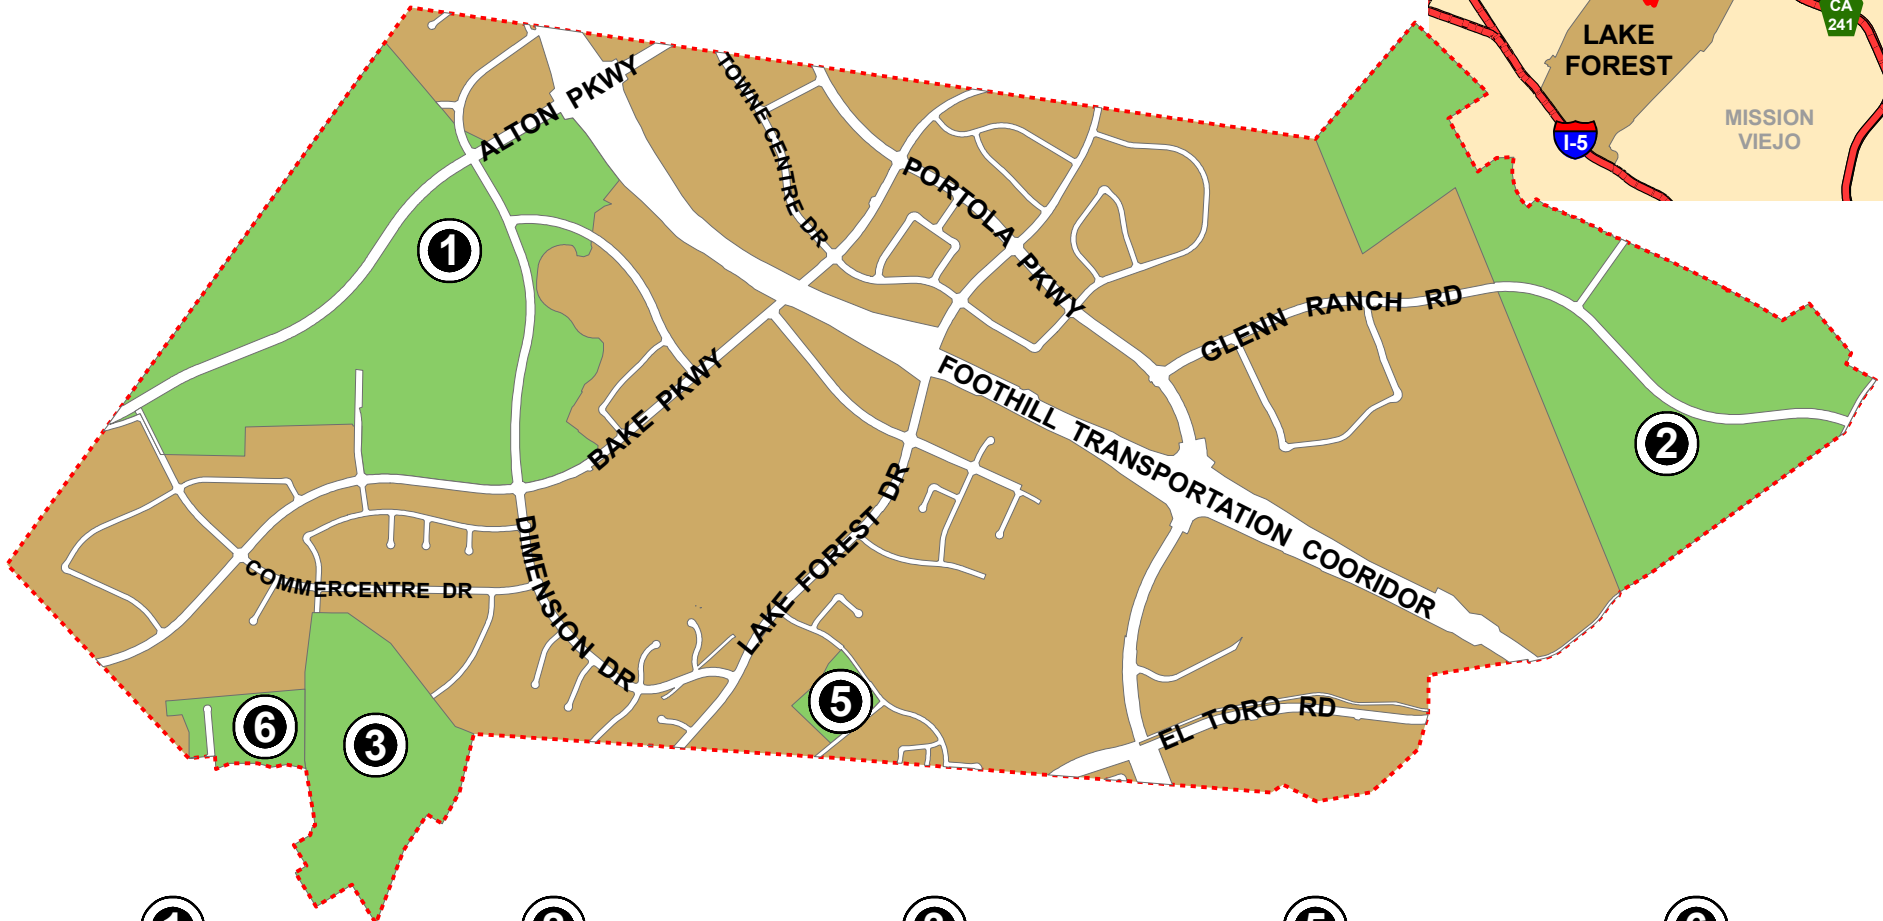 CA
241
LAKE
FOREST
MISSION
VIEJO
I-5
ALTON PKWY
TOWNE CENTRE DR
PORTOLA PKWY
1
GLENN RANCH RD
BAKE PKWY
FOOTHILL TRANSPORTATION COORIDOR
2
LAKE FOREST DR
DIMENSION DR
COMMERCENTRE DR
5
6
3
EL TORO RD